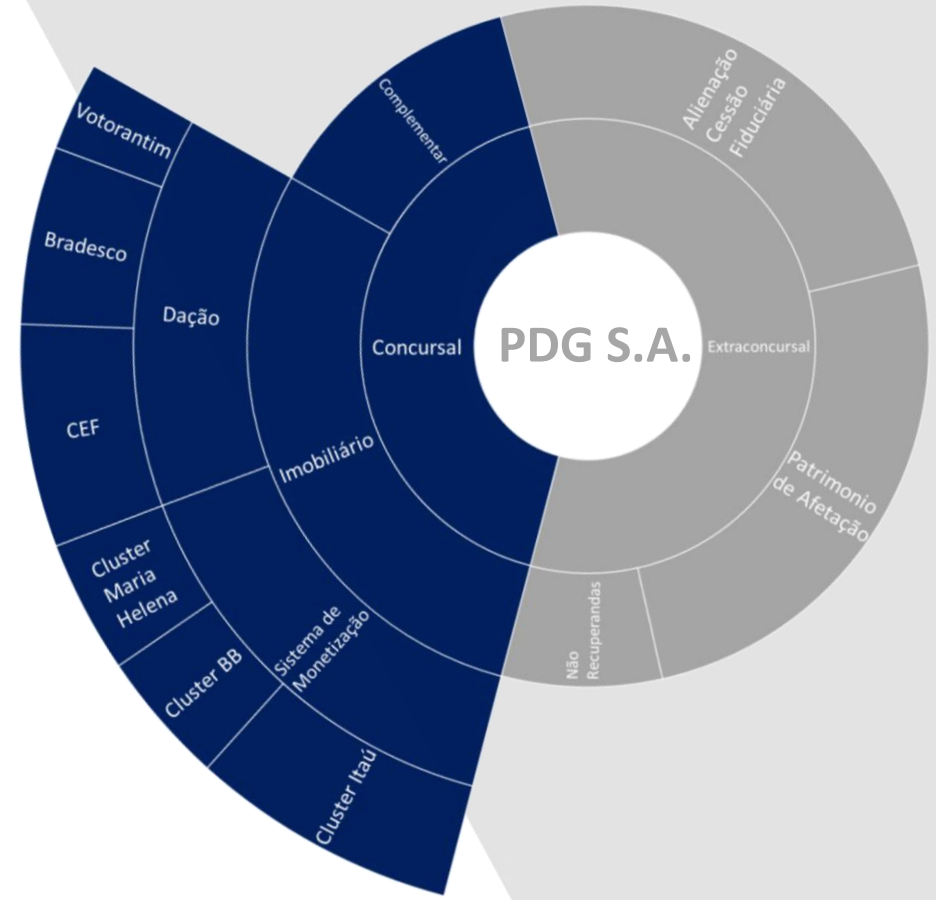 PDG S.A.
Concursal
Extraconcursal
Complementar
Imobiliário
Dação
Votorantim
Bradesco
CEF
Sistema de
Monetização
Cluster
Maria
Helena
Cluster BB
Cluster Itaú
Alienação
Cessão
Fiduciária
Patrimonio
de Afetação
Não
Recuperandas